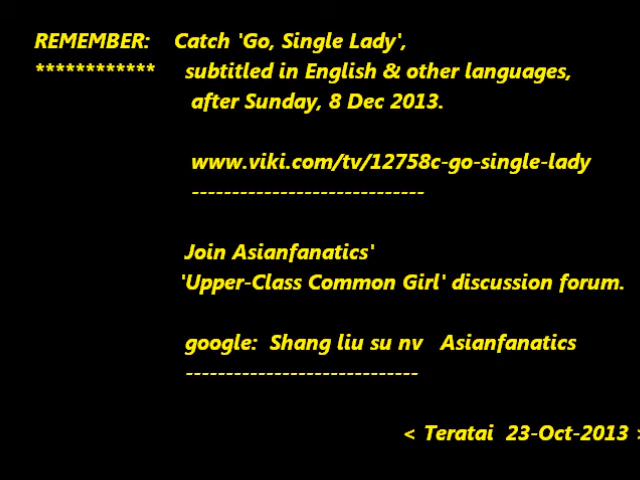 REMEMBER: Catch 'Go, Single Lady',
************ subtitled in English & other languages,
after Sunday, 8 Dec 2013.
www.viki.com/tv/12758c-go-single-lady
-----------------------------
Join Asianfanatics'
'Upper-Class Common Girl' discussion forum.
google: Shang liu su nv Asianfanatics
-----------------------------
< Teratai 23-Oct-2013 >